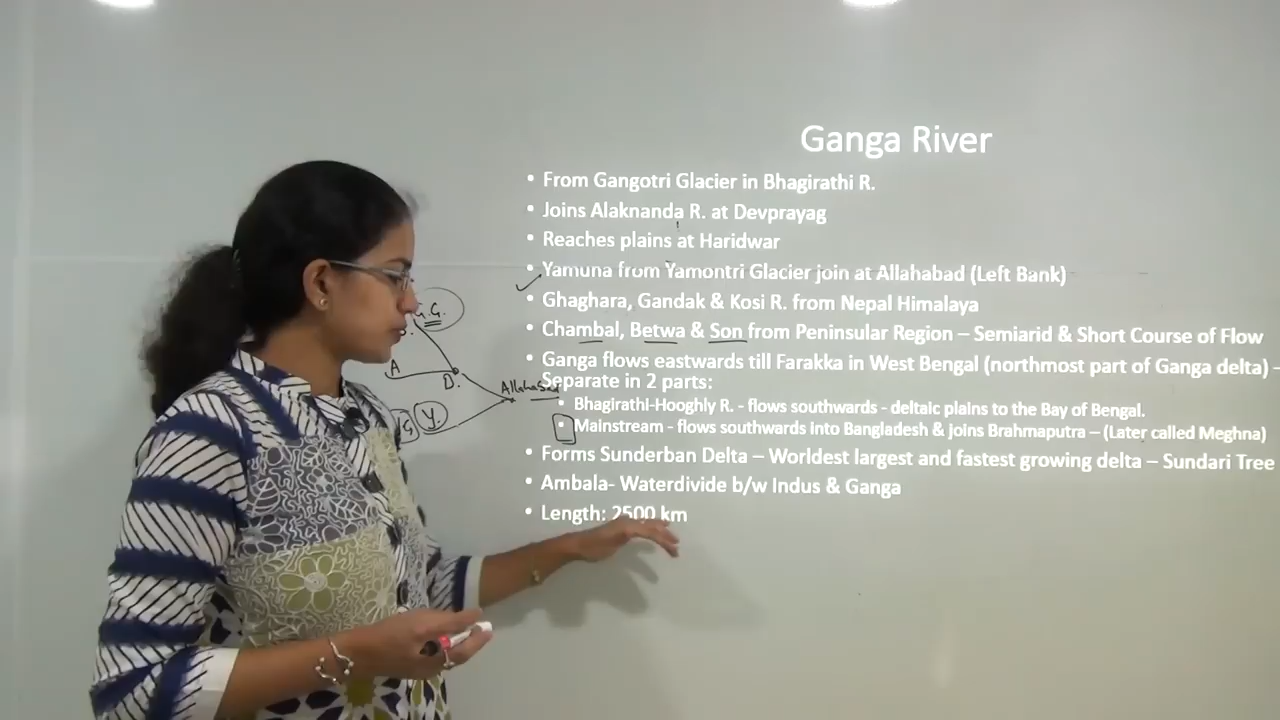 Ganga River
• From Gangotri Glacier in Bhagirathi R.
• Joins Alaknanda R. at Devprayag
• Reaches plains at Haridwar
• Yamuna from Yamontri Glacier join at Allahabad (Left Bank)
• Ghaghara, Gandak & Kosi R. from Nepal Himalaya
• Chambal, Betwa & Son from Peninsular Region – Semiarid & Short Course of Flow
• Ganga flows eastwards till Farakka in West Bengal (northmost part of Ganga delta) –
Separate in 2 parts:
• Bhagirathi-Hooghly R. - flows southwards - deltaic plains to the Bay of Bengal.
• Mainstream - flows southwards into Bangladesh & joins Brahmaputra – (Later called Meghna)
• Forms Sunderban Delta – Worldest largest and fastest growing delta – Sundari Tree
• Ambala- Waterdivide b/w Indus & Ganga
• Length: 2500 km
G.G.
A
D.
Allahabad
Y.